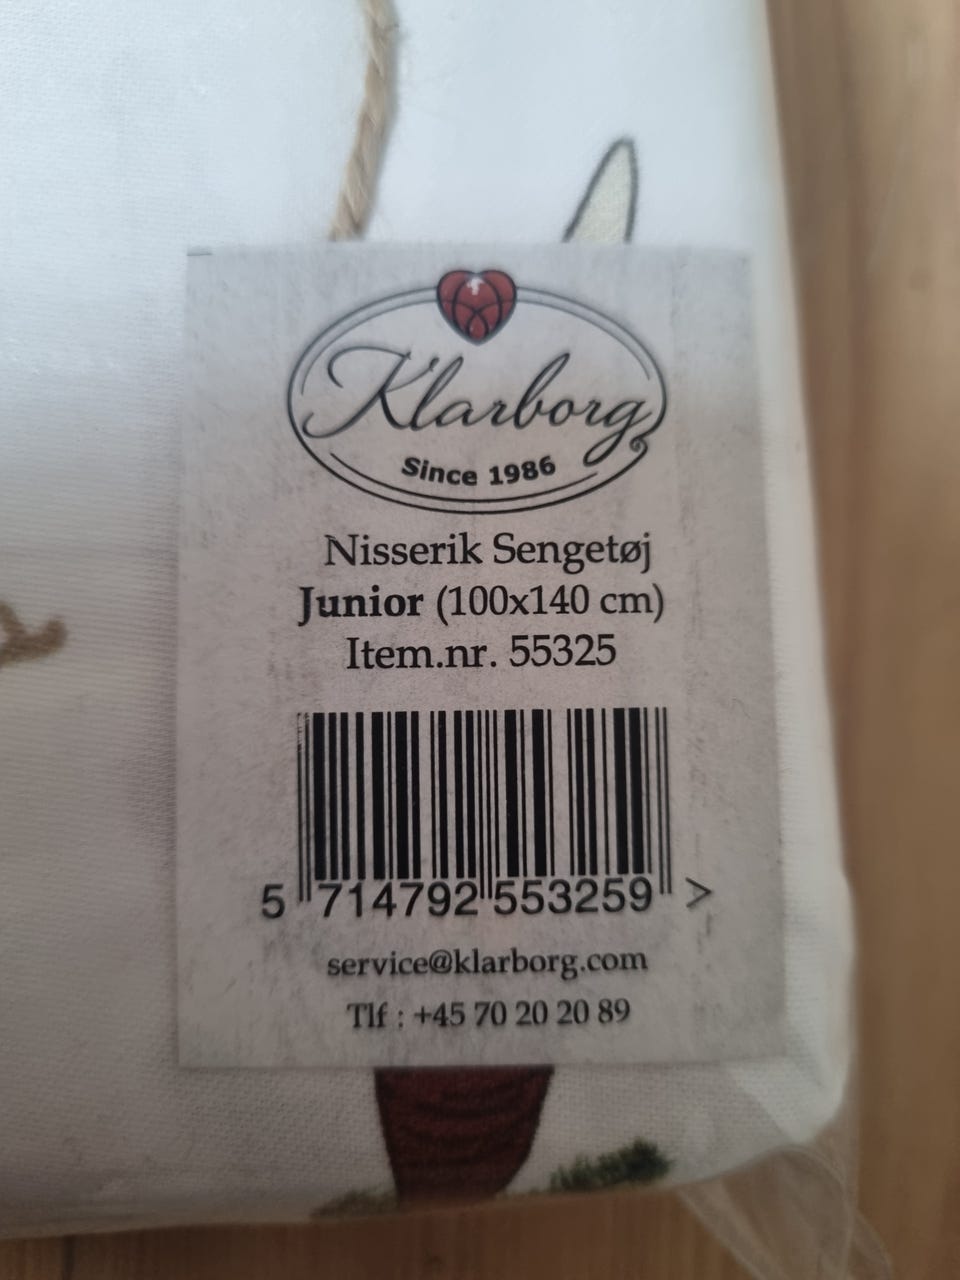 Klarborg
Since 1986
Nisserik Sengetøj
Junior (100x140 cm)
Item.nr. 55325
5 714792 553259 >
service@klarborg.com
Tlf : +45 70 20 20 89